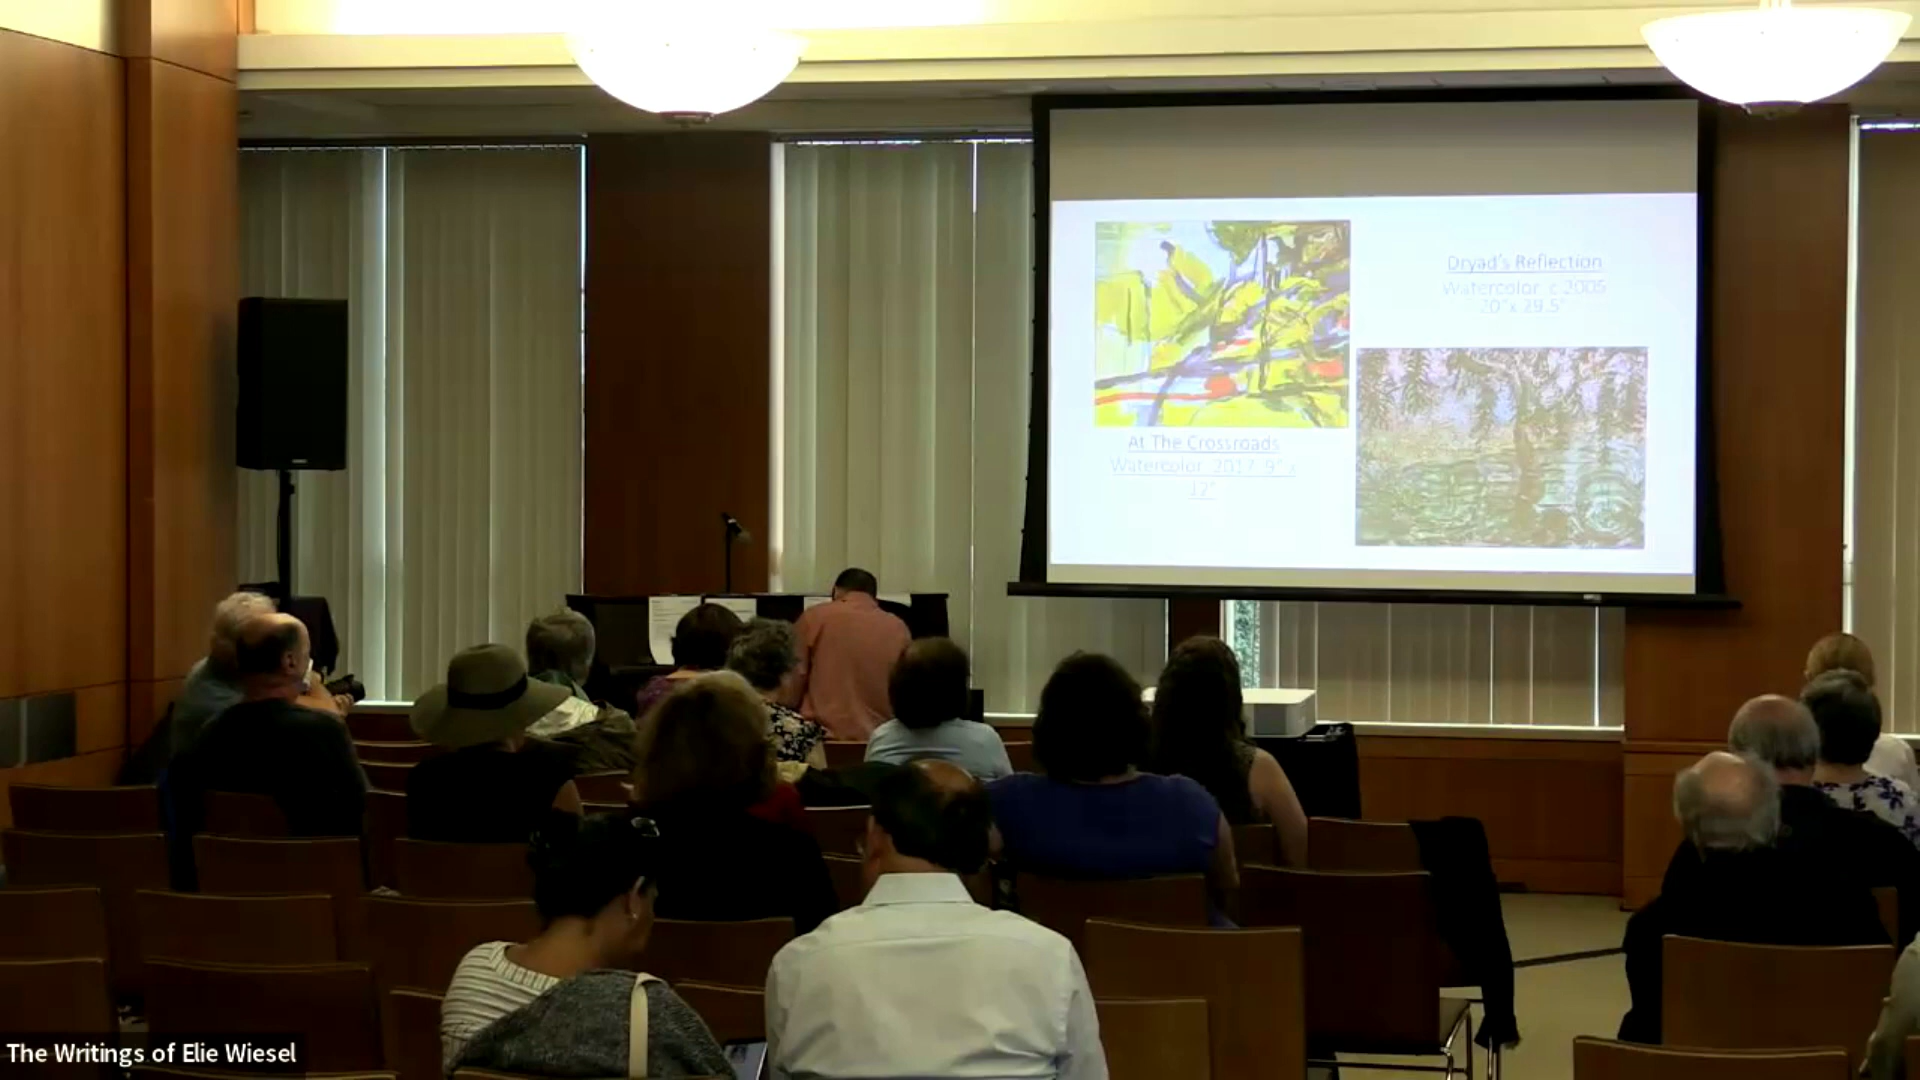 Dryad's Reflection
Watercolor c 2005
20" x 29.5"
At The Crossroads
Watercolor 2017 9" x
12"
The Writings of Elie Wiesel